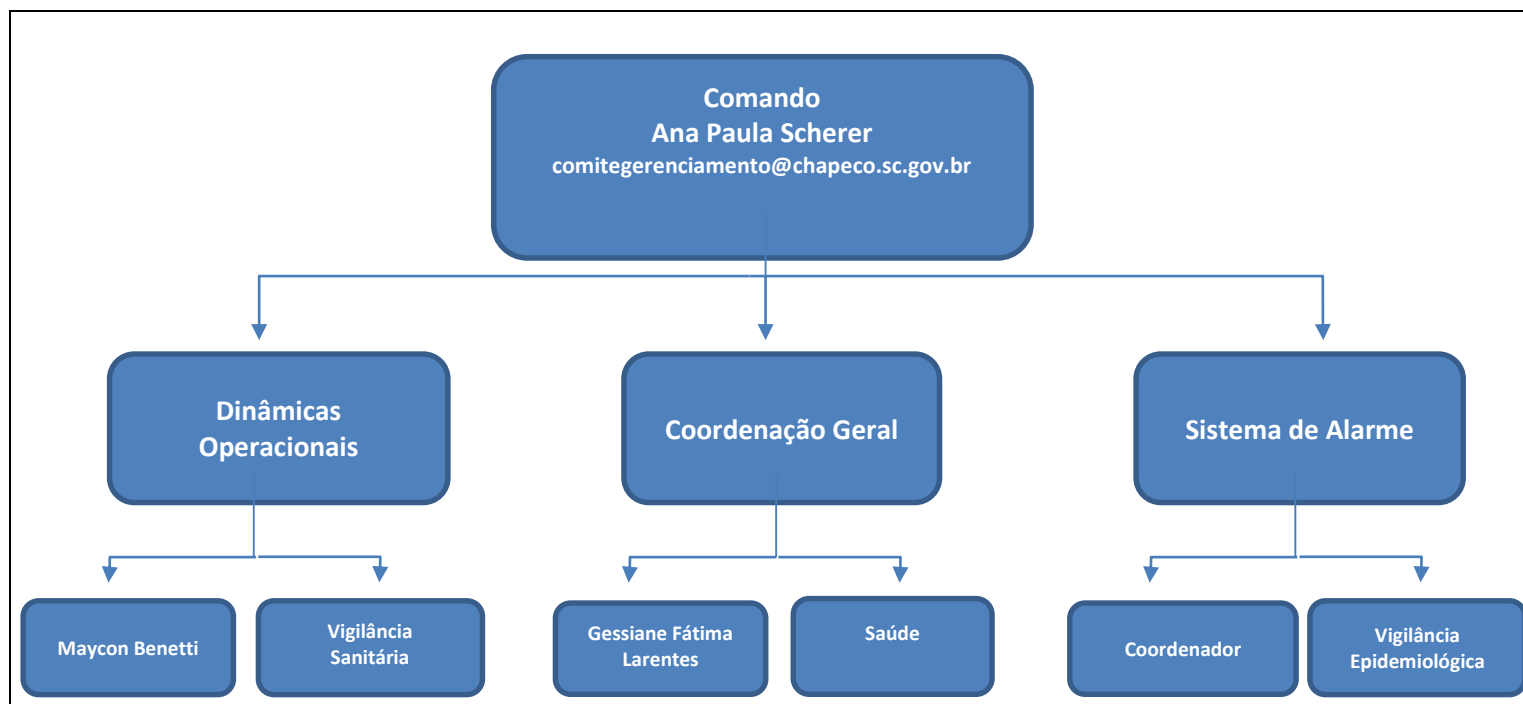 Comando
Ana Paula Scherer
comitegerenciamento@chapeco.sc.gov.br
Dinâmicas
Operacionais
Coordenação Geral
Sistema de Alarme
Maycon Benetti
Vigilância
Sanitária
Gessiane Fátima
Larentes
Saúde
Coordenador
Vigilância
Epidemiológica